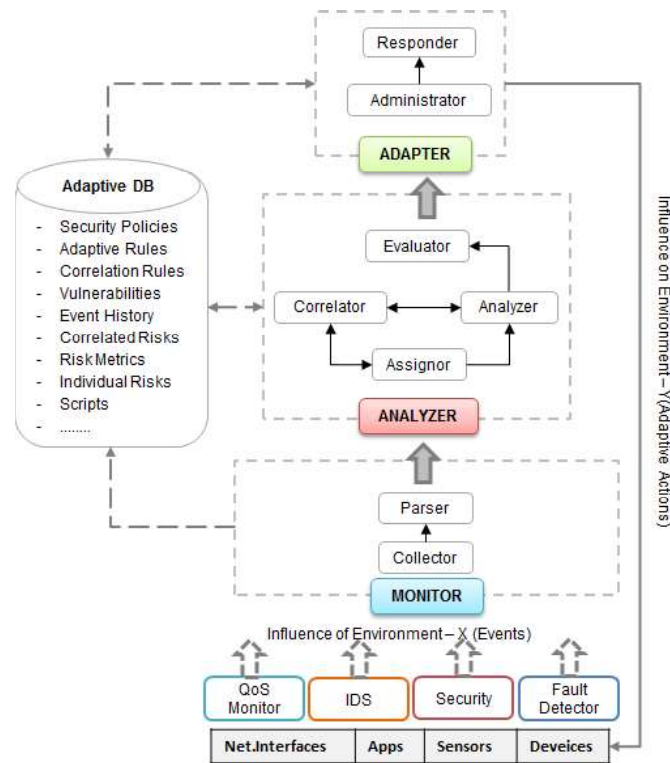 Responder
Administrator
ADAPTER
Adaptive DB
- Security Policies
- Adaptive Rules
- Correlation Rules
- Vulnerabilities
- Event History
- Correlated Risks
- Risk Metrics
- Individual Risks
- Scripts
- ........
Evaluator
Correlator
Analyzer
Assignor
ANALYZER
Parser
Collector
MONITOR
Influence of Environment – X (Events)
QoS
Monitor
IDS
Security
Fault
Detector
Net.Interfaces
Apps
Sensors
Deveices
Influence on Environment – Y(Adaptive Actions)